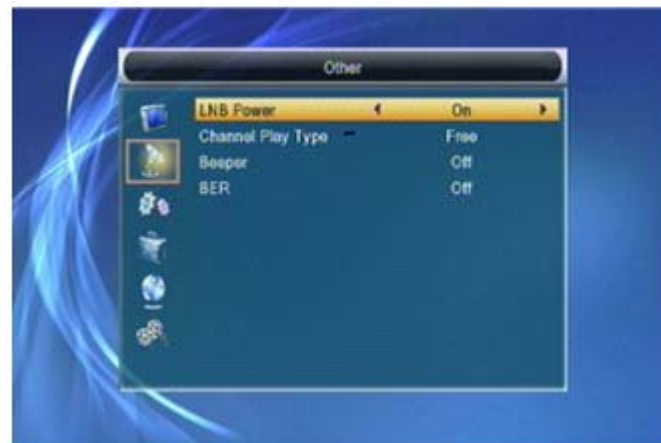 Other
LNB Power On
Channel Play Type Free
Beeper Off
BER Off